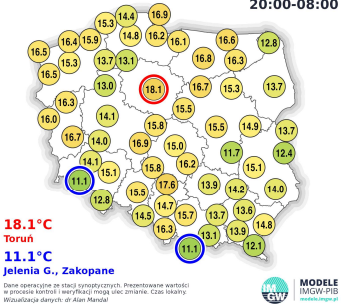 20:00-08:00
14.4 16.9
15.3
16.4 15.9 14.8 16.2 16.1 16.6 12.8
16.5
15.3 13.7 13.1 16.8 16.3
16.5
13.0 18.1 16.7 15.3 13.7
16.3
16.0 14.1 15.5
15.8 15.5 14.9 13.7
16.7 14.0 16.9 15.0 11.7 12.4
14.1 15.8 16.2 15.1
11.1 15.1
15.5 17.6 13.9 14.2 14.0
12.8
14.7
14.5 15.7 13.7 13.6
16.3 13.1 13.9 14.8
11.1 12.1
18.1°C
Toruń
11.1°C
Jelenia G., Zakopane
Dane operacyjne ze stacji synoptycznych. Prezentowane wartości
w procesie kontroli i weryfikacji mogą ulec zmianie. Czas lokalny.
Wizualizacja danych: dr Alan Mandal
IMGW
MODELE
IMGW-PIB